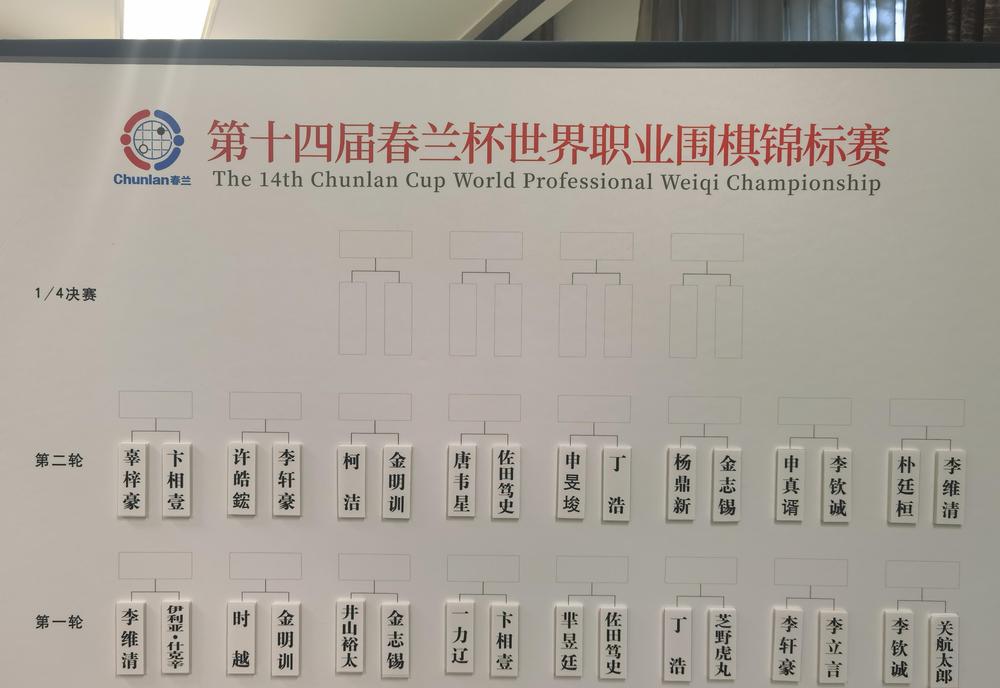 第十四届春兰杯世界职业围棋锦标赛
The 14th Chunlan Cup World Professional Weiqi Championship
Chunlan春兰
1/4决赛
第二轮
辜梓豪
卞相壹
许皓鋐
李轩豪
柯洁
金明训
唐韦星
佐田笃史
申旻埈
丁浩
杨鼎新
金志锡
申真谞
李钦诚
朴廷桓
李维清
第一轮
李维清
伊利亚·什克辛
时越
金明训
井山裕太
金志锡
一力辽
卞相壹
芈昱廷
佐田笃史
丁浩
芝野虎丸
李轩豪
李立言
李钦诚
关航太郎